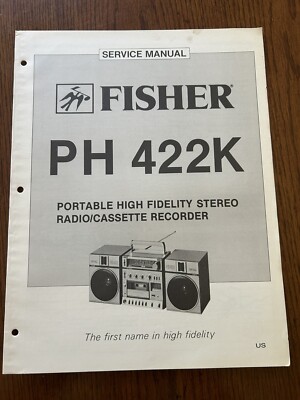 SERVICE MANUAL
FISHER®
PH 422K
PORTABLE HIGH FIDELITY STEREO
RADIO/CASSETTE RECORDER
The first name in high fidelity
US